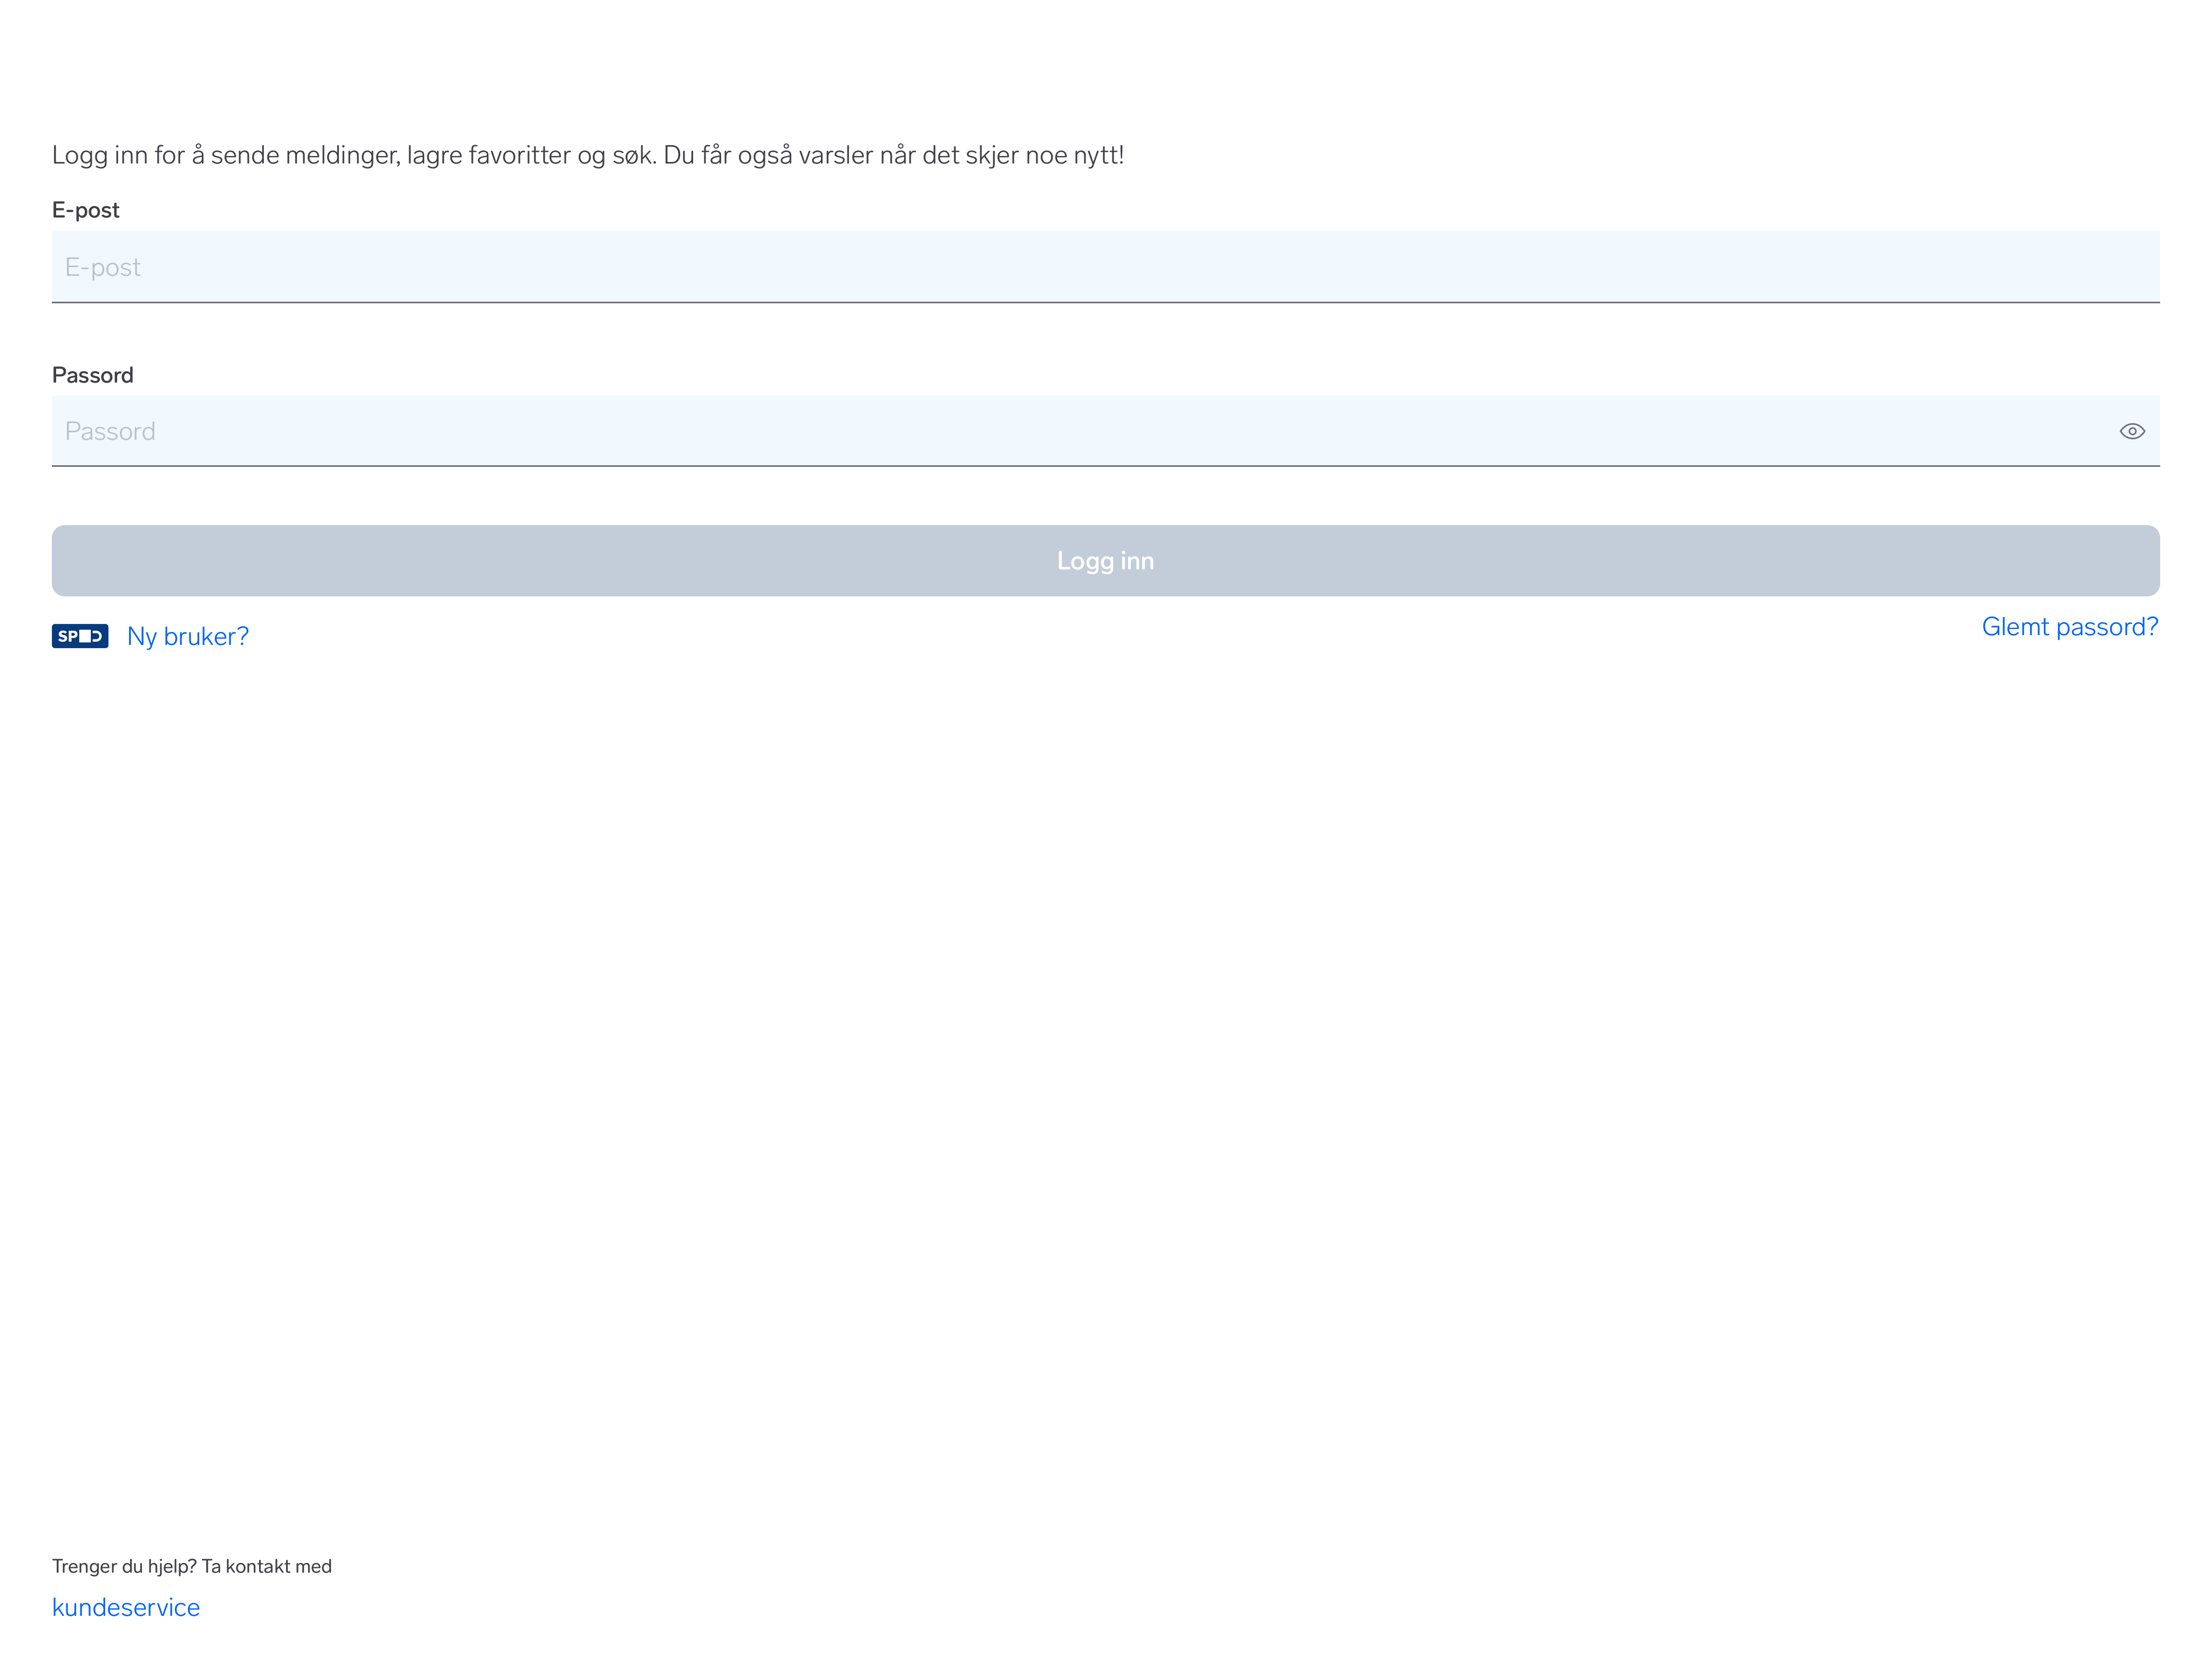 Logg inn for å sende meldinger, lagre favoritter og søk. Du får også varsler når det skjer noe nytt!
E-post
E-post
Passord
Passord
Logg inn
SPiD Ny bruker?
Glemt passord?
Trenger du hjelp? Ta kontakt med
kundeservice